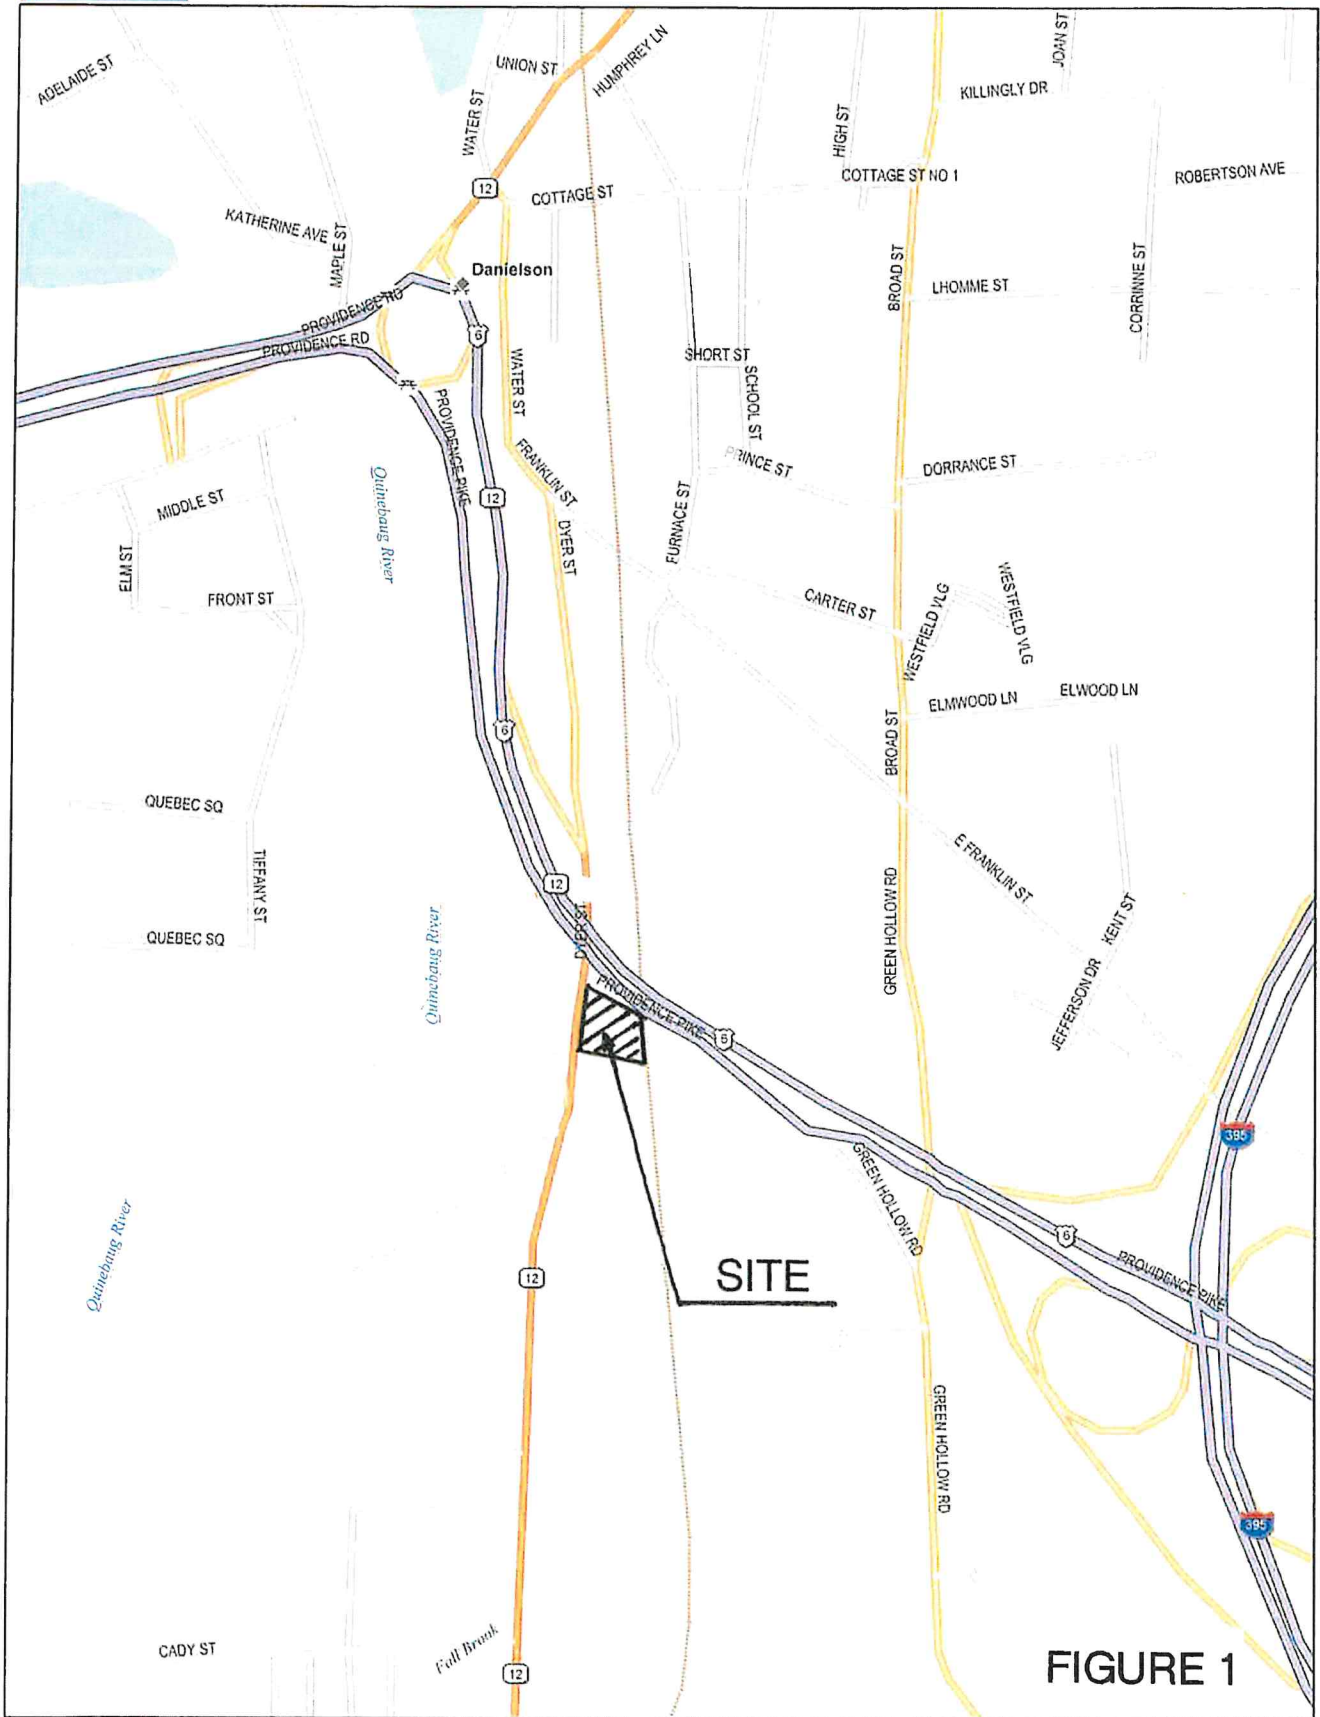 ADELAIDE ST
UNION ST
HUMPHREY LN
JOAN ST
KILLINGLY DR
WATER ST
HIGH ST
COTTAGE ST NO 1
ROBERTSON AVE
12
COTTAGE ST
KATHERINE AVE
MAPLE ST
Danielson
BROAD ST
LHOMME ST
CORRINNE ST
PROVIDENCE RD
PROVIDENCE RD
6
WATER ST
SHORT ST
SCHOOL ST
PROVIDENCE PIKE
FRANKLIN ST
PRINCE ST
DORRANCE ST
Quinebaug River
MIDDLE ST
12
FURNACE ST
DYER ST
ELM ST
FRONT ST
CARTER ST
WESTFIELD VLG
WESTFIELD VLG
ELMWOOD LN
ELWOOD LN
6
BROAD ST
QUEBEC SQ
TIFFANY ST
E FRANKLIN ST
12
GREEN HOLLOW RD
KENT ST
QUEBEC SQ
Quinebaug River
DYER ST
JEFFERSON DR
PROVIDENCE PIKE
6
395
GREEN HOLLOW RD
Quinebaug River
6
12
SITE
PROVIDENCE PIKE
GREEN HOLLOW RD
395
CADY ST
Fall Brook
12
FIGURE 1